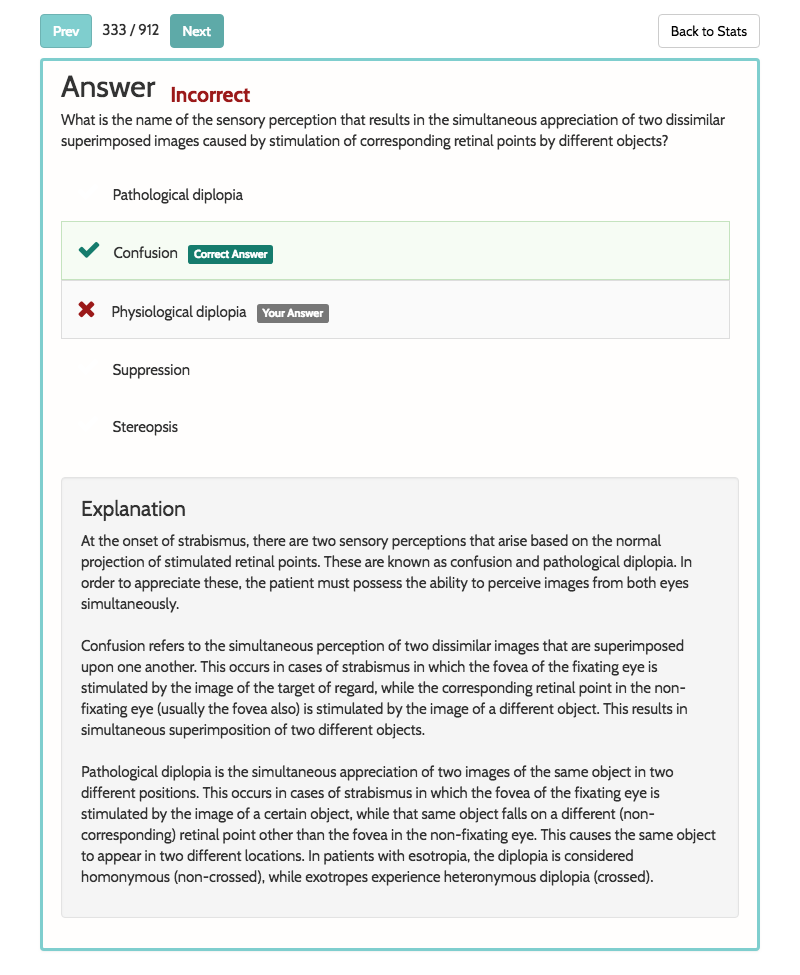 Prev 333 / 912 Next Back to Stats
Answer Incorrect
What is the name of the sensory perception that results in the simultaneous appreciation of two dissimilar
superimposed images caused by stimulation of corresponding retinal points by different objects?
Pathological diplopia
Confusion Correct Answer
Physiological diplopia Your Answer
Suppression
Stereopsis
Explanation
At the onset of strabismus, there are two sensory perceptions that arise based on the normal
projection of stimulated retinal points. These are known as confusion and pathological diplopia. In
order to appreciate these, the patient must possess the ability to perceive images from both eyes
simultaneously.
Confusion refers to the simultaneous perception of two dissimilar images that are superimposed
upon one another. This occurs in cases of strabismus in which the fovea of the fixating eye is
stimulated by the image of the target of regard, while the corresponding retinal point in the non-
fixating eye (usually the fovea also) is stimulated by the image of a different object. This results in
simultaneous superimposition of two different objects.
Pathological diplopia is the simultaneous appreciation of two images of the same object in two
different positions. This occurs in cases of strabismus in which the fovea of the fixating eye is
stimulated by the image of a certain object, while that same object falls on a different (non-
corresponding) retinal point other than the fovea in the non-fixating eye. This causes the same object
to appear in two different locations. In patients with esotropia, the diplopia is considered
homonymous (non-crossed), while exotropes experience heteronymous diplopia (crossed).